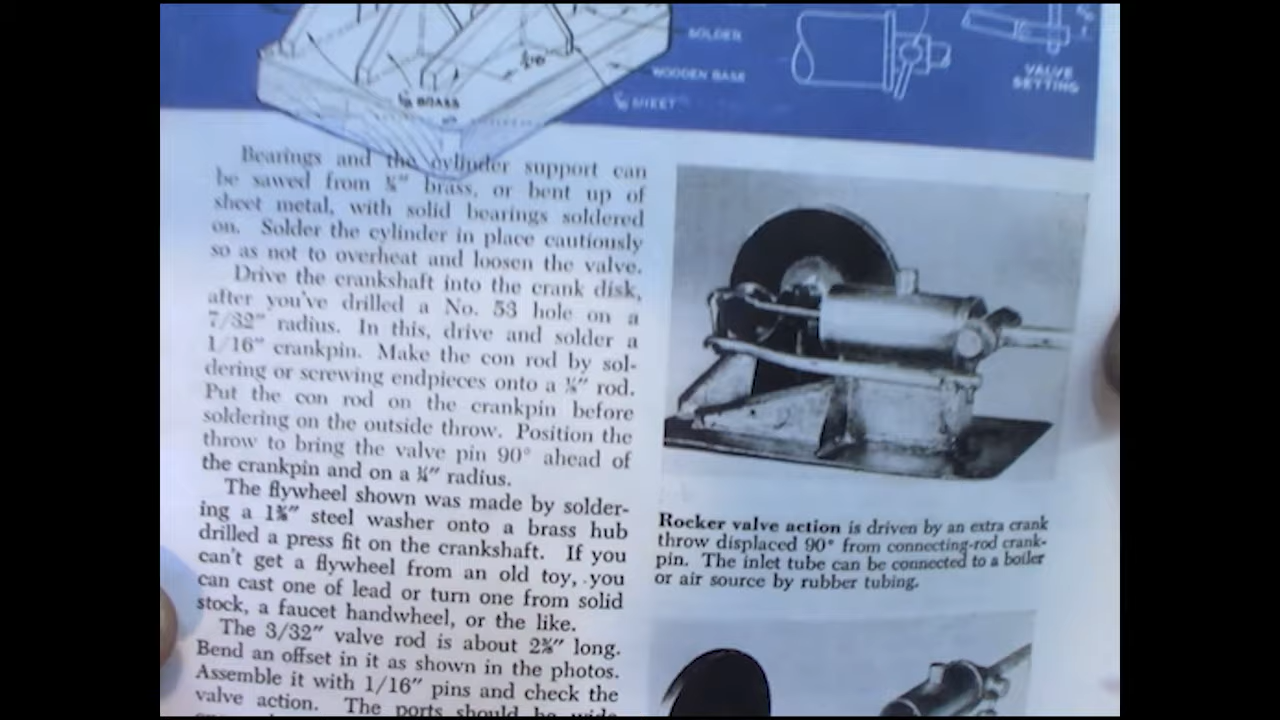 SOLDER
WOODEN BASE
BRASS
SHEET
VALVE
SETTING
Bearings and the cylinder support can
be sawed from ⅛″ brass, or bent up of
sheet metal, with solid bearings soldered
on. Solder the cylinder in place cautiously
so as not to overheat and loosen the valve.
Drive the crankshaft into the crank disk,
after you've drilled a No. 53 hole on a
7/32″ radius. In this, drive and solder a
1/16″ crankpin. Make the con rod by sol-
dering or screwing endpieces onto a ⅛″ rod.
Put the con rod on the crankpin before
soldering on the outside throw. Position the
throw to bring the valve pin 90° ahead of
the crankpin and on a ⅛″ radius.
The flywheel shown was made by solder-
ing a 1⅜″ steel washer onto a brass hub
drilled a press fit on the crankshaft. If you
can't get a flywheel from an old toy, you
can cast one of lead or turn one from solid
stock, a faucet handwheel, or the like.
The 3/32″ valve rod is about 2⅜″ long.
Bend an offset in it as shown in the photos.
Assemble it with 1/16″ pins and check the
valve action. The ports should be wide
Rocker valve action is driven by an extra crank
throw displaced 90° from connecting-rod crank-
pin. The inlet tube can be connected to a boiler
or air source by rubber tubing.